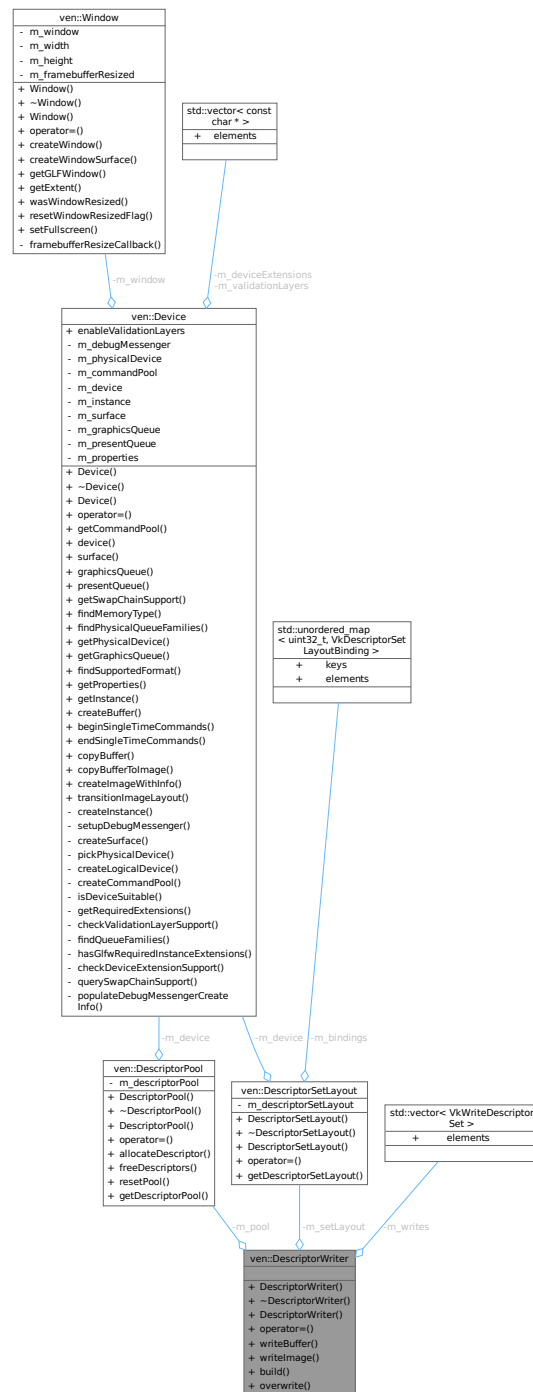 ven::Window
- m_window
- m_width
- m_height
- m_framebufferResized
+ Window()
+ ~Window()
+ Window()
+ operator=()
+ createWindow()
+ createWindowSurface()
+ getGLFWindow()
+ getExtent()
+ wasWindowResized()
+ resetWindowResizedFlag()
+ setFullscreen()
- framebufferResizeCallback()
std::vector< const
char * >
+ elements
-m_window
-m_deviceExtensions
-m_validationLayers
ven::Device
+ enableValidationLayers
- m_debugMessenger
- m_physicalDevice
- m_commandPool
- m_device
- m_instance
- m_surface
- m_graphicsQueue
- m_presentQueue
- m_properties
+ Device()
+ ~Device()
+ Device()
+ operator=()
+ getCommandPool()
+ device()
+ surface()
+ graphicsQueue()
+ presentQueue()
+ getSwapChainSupport()
+ findMemoryType()
+ findPhysicalQueueFamilies()
+ getPhysicalDevice()
+ getGraphicsQueue()
+ findSupportedFormat()
+ getProperties()
+ getInstance()
+ createBuffer()
+ beginSingleTimeCommands()
+ endSingleTimeCommands()
+ copyBuffer()
+ copyBufferToImage()
+ createImageWithInfo()
+ transitionImageLayout()
- createInstance()
- setupDebugMessenger()
- createSurface()
- pickPhysicalDevice()
- createLogicalDevice()
- createCommandPool()
- isDeviceSuitable()
- getRequiredExtensions()
- checkValidationLayerSupport()
- findQueueFamilies()
- hasGlfwRequiredInstanceExtensions()
- checkDeviceExtensionSupport()
- querySwapChainSupport()
- populateDebugMessengerCreate
Info()
std::unordered_map
< uint32_t, VkDescriptorSet
LayoutBinding >
+ keys
+ elements
-m_device
-m_device
-m_bindings
ven::DescriptorPool
- m_descriptorPool
+ DescriptorPool()
+ ~DescriptorPool()
+ DescriptorPool()
+ operator=()
+ allocateDescriptor()
+ freeDescriptors()
+ resetPool()
+ getDescriptorPool()
ven::DescriptorSetLayout
- m_descriptorSetLayout
+ DescriptorSetLayout()
+ ~DescriptorSetLayout()
+ DescriptorSetLayout()
+ operator=()
+ getDescriptorSetLayout()
std::vector< VkWriteDescriptor
Set >
+ elements
-m_pool
-m_setLayout
-m_writes
ven::DescriptorWriter
+ DescriptorWriter()
+ ~DescriptorWriter()
+ DescriptorWriter()
+ operator=()
+ writeBuffer()
+ writeImage()
+ build()
+ overwrite()